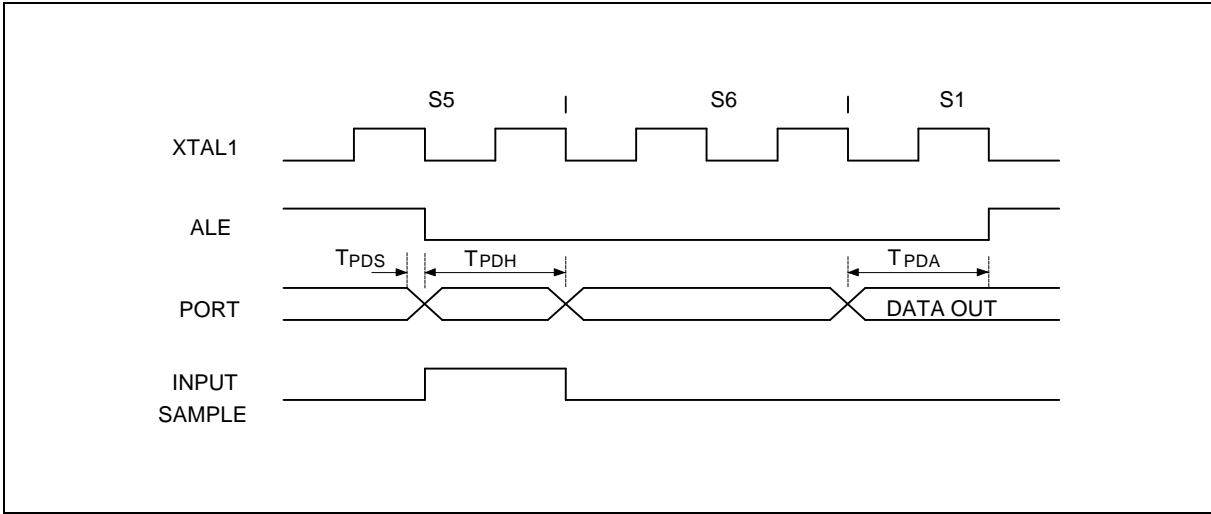 S5 | S6 | S1
XTAL1
ALE
TPDS TPDH TPDA
PORT DATA OUT
INPUT
SAMPLE